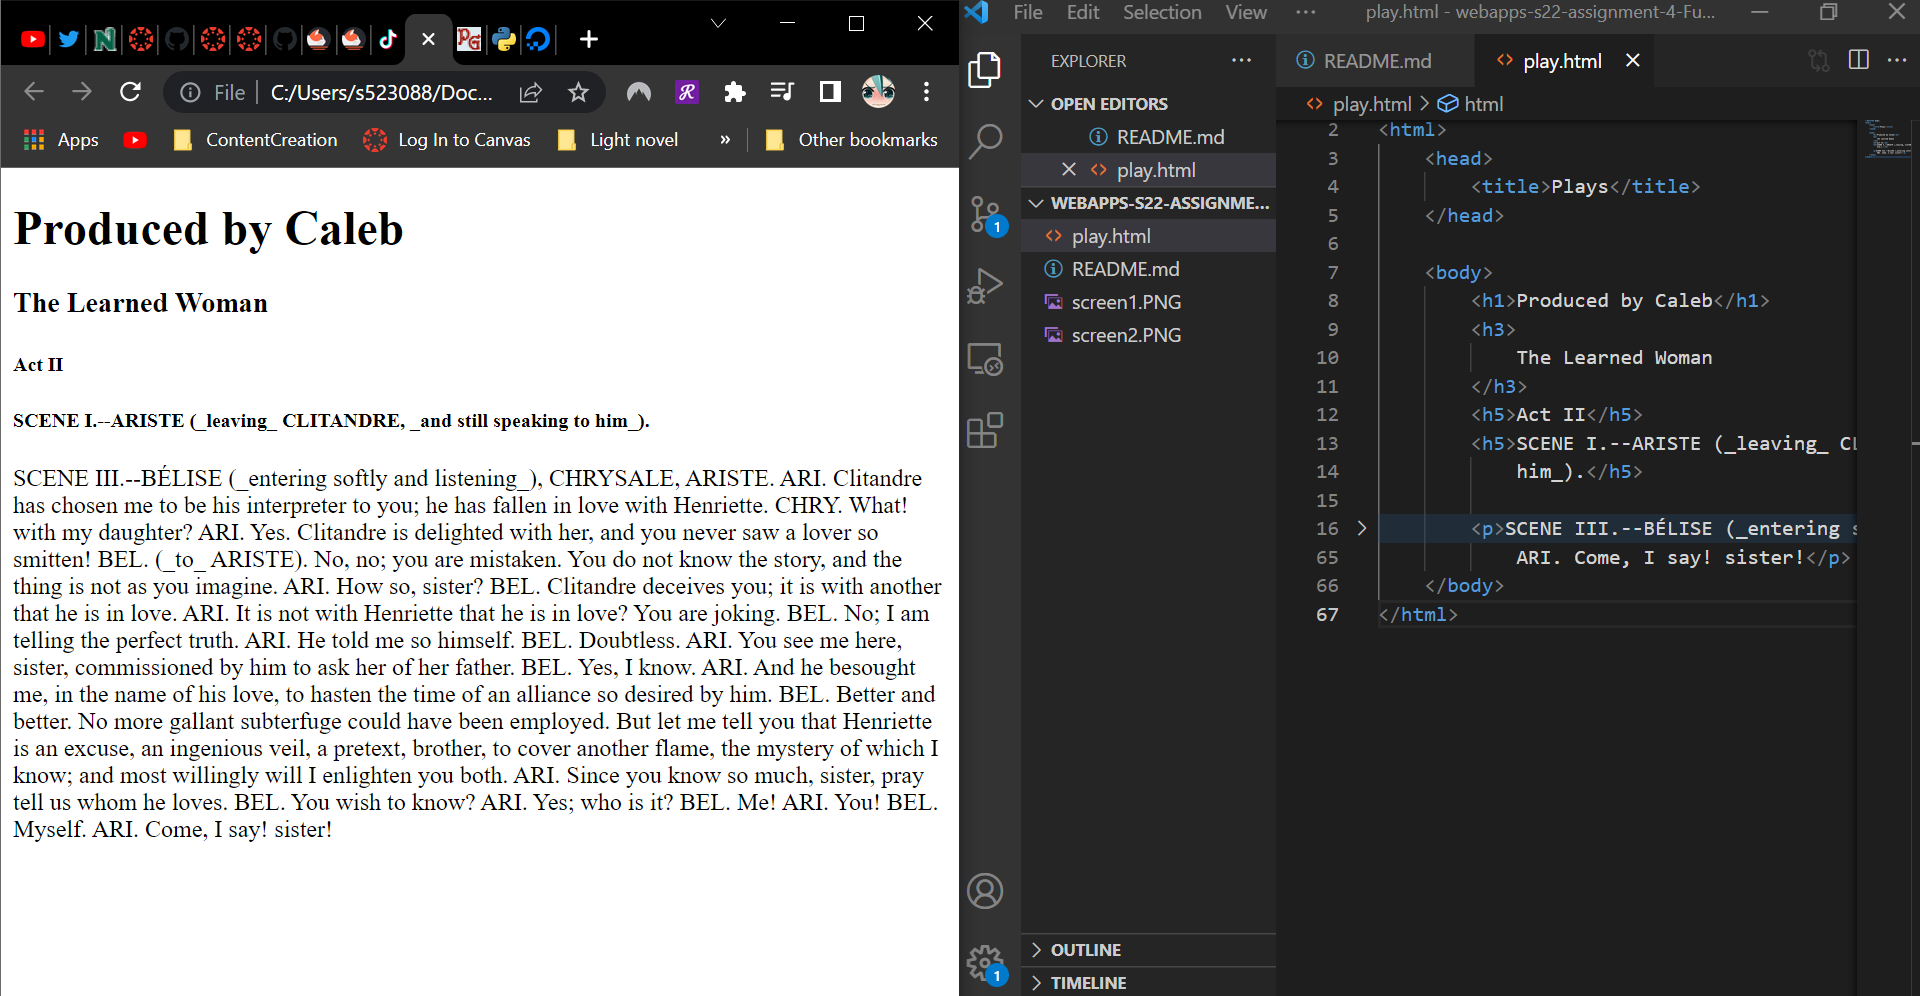 File
C:/Users/s523088/Doc...
Apps
ContentCreation
Log In to Canvas
Light novel
»
Other bookmarks
Produced by Caleb
The Learned Woman
Act II
SCENE I.--ARISTE (_leaving_ CLITANDRE, _and still speaking to him_).
SCENE III.--BÉLISE (_entering softly and listening_), CHRYSALE, ARISTE. ARI. Clitandre
has chosen me to be his interpreter to you; he has fallen in love with Henriette. CHRY. What!
with my daughter? ARI. Yes. Clitandre is delighted with her, and you never saw a lover so
smitten! BEL. (_to_ ARISTE). No, no; you are mistaken. You do not know the story, and the
thing is not as you imagine. ARI. How so, sister? BEL. Clitandre deceives you; it is with another
that he is in love. ARI. It is not with Henriette that he is in love? You are joking. BEL. No; I am
telling the perfect truth. ARI. He told me so himself. BEL. Doubtless. ARI. You see me here,
sister, commissioned by him to ask her of her father. BEL. Yes, I know. ARI. And he besought
me, in the name of his love, to hasten the time of an alliance so desired by him. BEL. Better and
better. No more gallant subterfuge could have been employed. But let me tell you that Henriette
is an excuse, an ingenious veil, a pretext, brother, to cover another flame, the mystery of which I
know; and most willingly will I enlighten you both. ARI. Since you know so much, sister, pray
tell us whom he loves. BEL. You wish to know? ARI. Yes; who is it? BEL. Me! ARI. You! BEL.
Myself. ARI. Come, I say! sister!
File Edit Selection View ··· play.html - webapps-s22-assignment-4-Fu...
EXPLORER ···
OPEN EDITORS
README.md
play.html
WEBAPPS-S22-ASSIGNME...
play.html
README.md
screen1.PNG
screen2.PNG
OUTLINE
TIMELINE
1
1
README.md
play.html
play.html > html
2 <html>
3 <head>
4 <title>Plays</title>
5 </head>
6
7 <body>
8 <h1>Produced by Caleb</h1>
9 <h3>
10 The Learned Woman
11 </h3>
12 <h5>Act II</h5>
13 <h5>SCENE I.--ARISTE (_leaving_ CL
14 him_).</h5>
15
16 <p>SCENE III.--BÉLISE (_entering s
65 ARI. Come, I say! sister!</p>
66 </body>
67 </html>